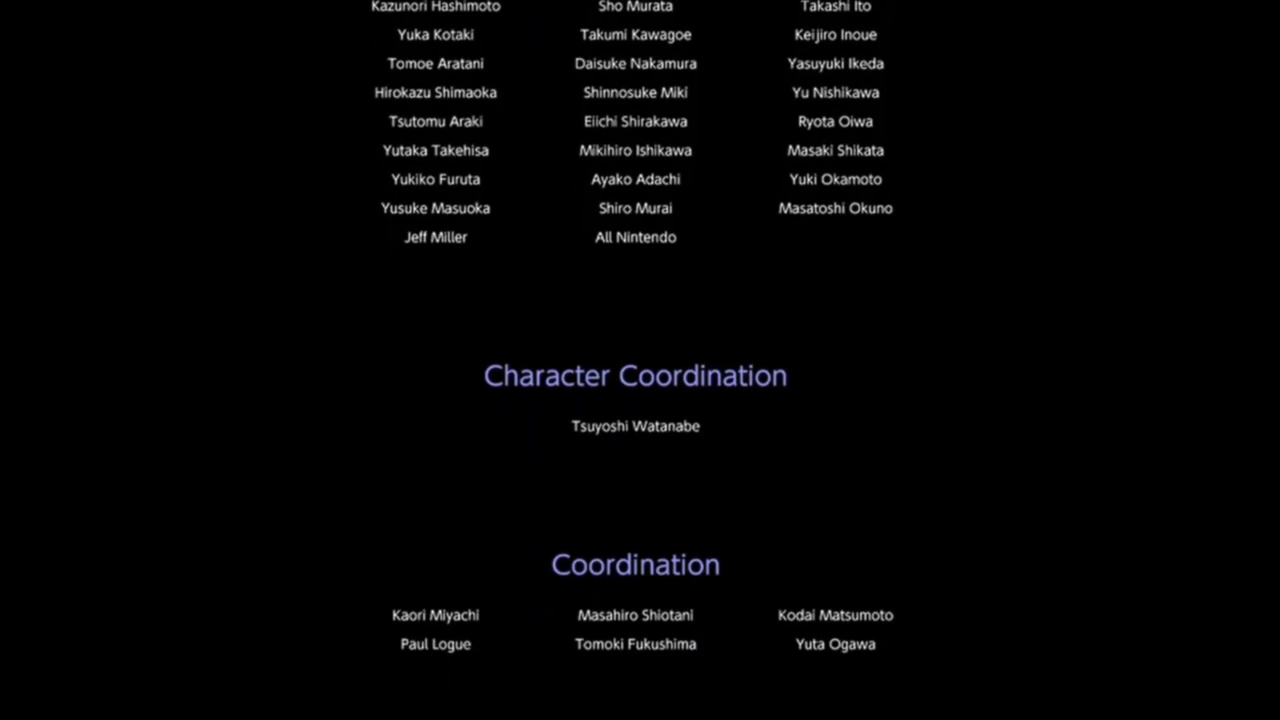 Kazunori Hashimoto Sho Murata Takashi Ito
Yuka Kotaki Takumi Kawagoe Keijiro Inoue
Tomoe Aratani Daisuke Nakamura Yasuyuki Ikeda
Hirokazu Shimaoka Shinnosuke Miki Yu Nishikawa
Tsutomu Araki Eiichi Shirakawa Ryota Oiwa
Yutaka Takehisa Mikihiro Ishikawa Masaki Shikata
Yukiko Furuta Ayako Adachi Yuki Okamoto
Yusuke Masuoka Shiro Murai Masatoshi Okuno
Jeff Miller All Nintendo
Character Coordination
Tsuyoshi Watanabe
Coordination
Kaori Miyachi Masahiro Shiotani Kodai Matsumoto
Paul Logue Tomoki Fukushima Yuta Ogawa